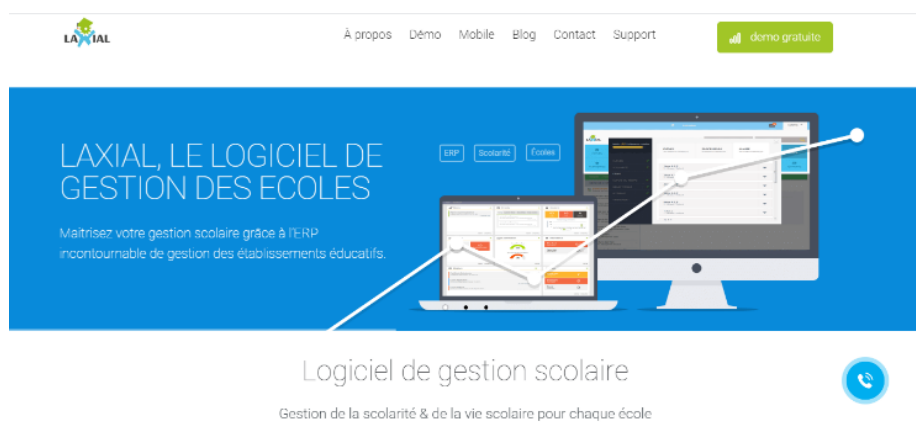 LAXIAL
À propos Démo Mobile Blog Contact Support
demo gratuite
LAXIAL, LE LOGICIEL DE
GESTION DES ECOLES
ERP Scolarité Écoles
Maitrisez votre gestion scolaire grâce à l'ERP
incontournable de gestion des établissements éducatifs.
Logiciel de gestion scolaire
Gestion de la scolarité & de la vie scolaire pour chaque école